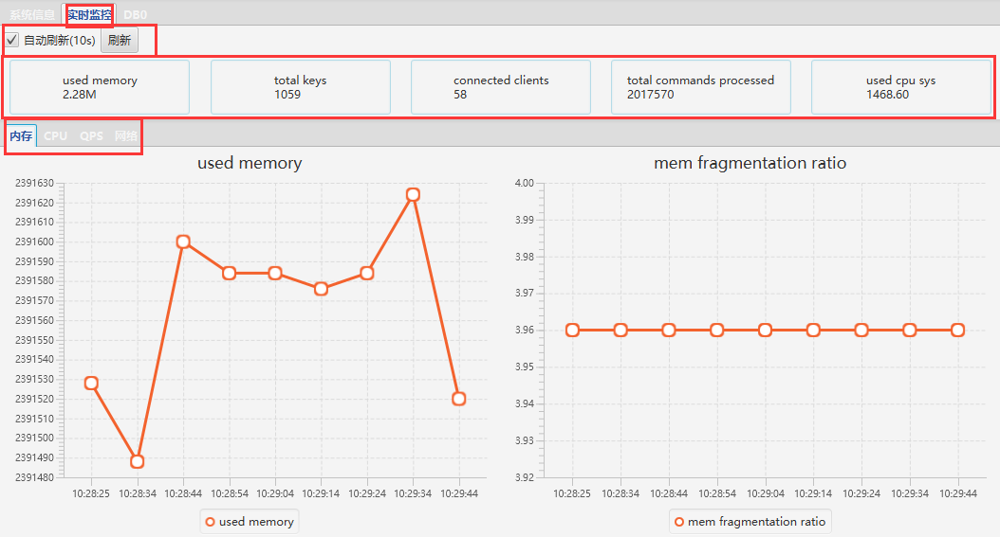 系统信息 实时监控 DB0
自动刷新(10s) 刷新
used memory
2.28M
total keys
1059
connected clients
58
total commands processed
2017570
used cpu sys
1468.60
内存 CPU QPS 网络
used memory
2391630
2391620
2391610
2391600
2391590
2391580
2391570
2391560
2391550
2391540
2391530
2391520
2391510
2391500
2391490
2391480
10:28:25 10:28:34 10:28:44 10:28:54 10:29:04 10:29:14 10:29:24 10:29:34 10:29:44
used memory
mem fragmentation ratio
4.00
3.99
3.98
3.97
3.96
3.95
3.94
3.93
3.92
10:28:25 10:28:34 10:28:44 10:28:54 10:29:04 10:29:14 10:29:24 10:29:34 10:29:44
mem fragmentation ratio